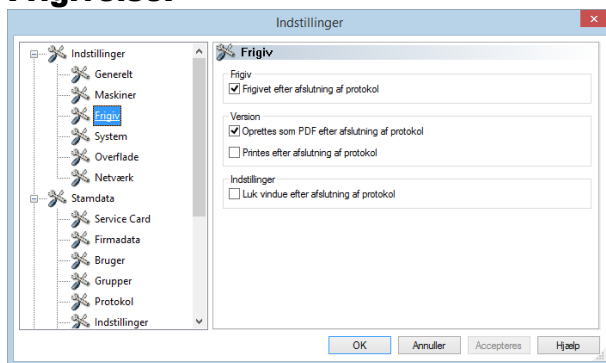 Indstillinger
Indstillinger
Generelt
Maskiner
Frigiv
System
Overflade
Netværk
Stamdata
Service Card
Firmadata
Bruger
Grupper
Protokol
Indstillinger
Frigiv
Frigiv
Frigivet efter afslutning af protokol
Version
Oprettes som PDF efter afslutning af protokol
Printes efter afslutning af protokol
Indstillinger
Luk vindue efter afslutning af protokol
OK
Annuller
Accepteres
Hjælp